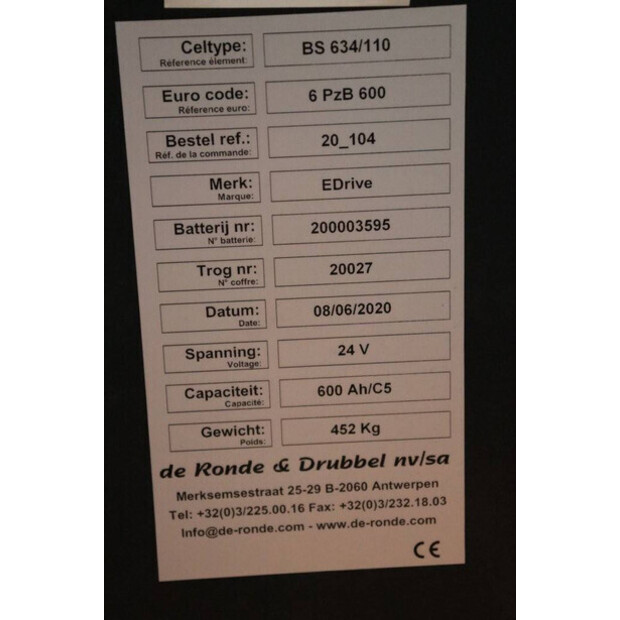 Celtype: BS 634/110
Réference élement:
Euro code: 6 PzB 600
Réference euro:
Bestel ref.: 20_104
Réf. de la commande:
Merk: EDrive
Marque:
Batterij nr: 200003595
N° batterie:
Trog nr: 20027
N° coffre:
Datum: 08/06/2020
Date:
Spanning: 24 V
Voltage:
Capaciteit: 600 Ah/C5
Capacité:
Gewicht: 452 Kg
Poids:
de Ronde & Drubbel nv/sa
Merksemsestraat 25-29 B-2060 Antwerpen
Tel: +32(0)3/225.00.16 Fax: +32(0)3/232.18.03
Info@de-ronde.com - www.de-ronde.com
CE